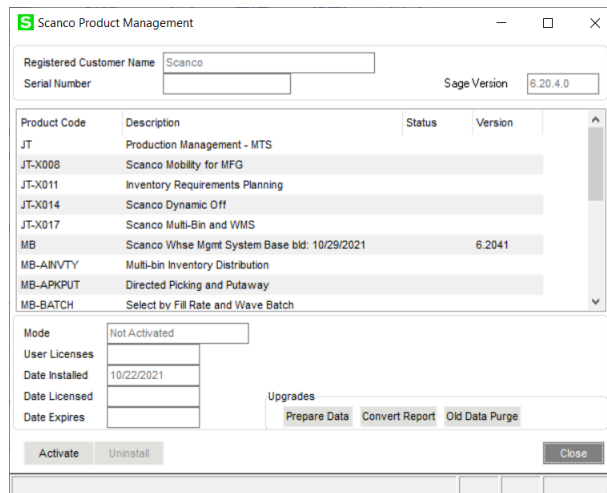 S Scanco Product Management
Registered Customer Name Scanco
Serial Number Sage Version 6.20.4.0
Product Code Description Status Version
JT Production Management - MTS
JT-X008 Scanco Mobility for MFG
JT-X011 Inventory Requirements Planning
JT-X014 Scanco Dynamic Off
JT-X017 Scanco Multi-Bin and WMS
MB Scanco Whse Mgmt System Base bld: 10/29/2021 6.2041
MB-AINVTY Multi-bin Inventory Distribution
MB-APKPUT Directed Picking and Putaway
MB-BATCH Select by Fill Rate and Wave Batch
Mode Not Activated
User Licenses
Date Installed 10/22/2021
Date Licensed Upgrades
Date Expires Prepare Data Convert Report Old Data Purge
Activate Uninstall Close